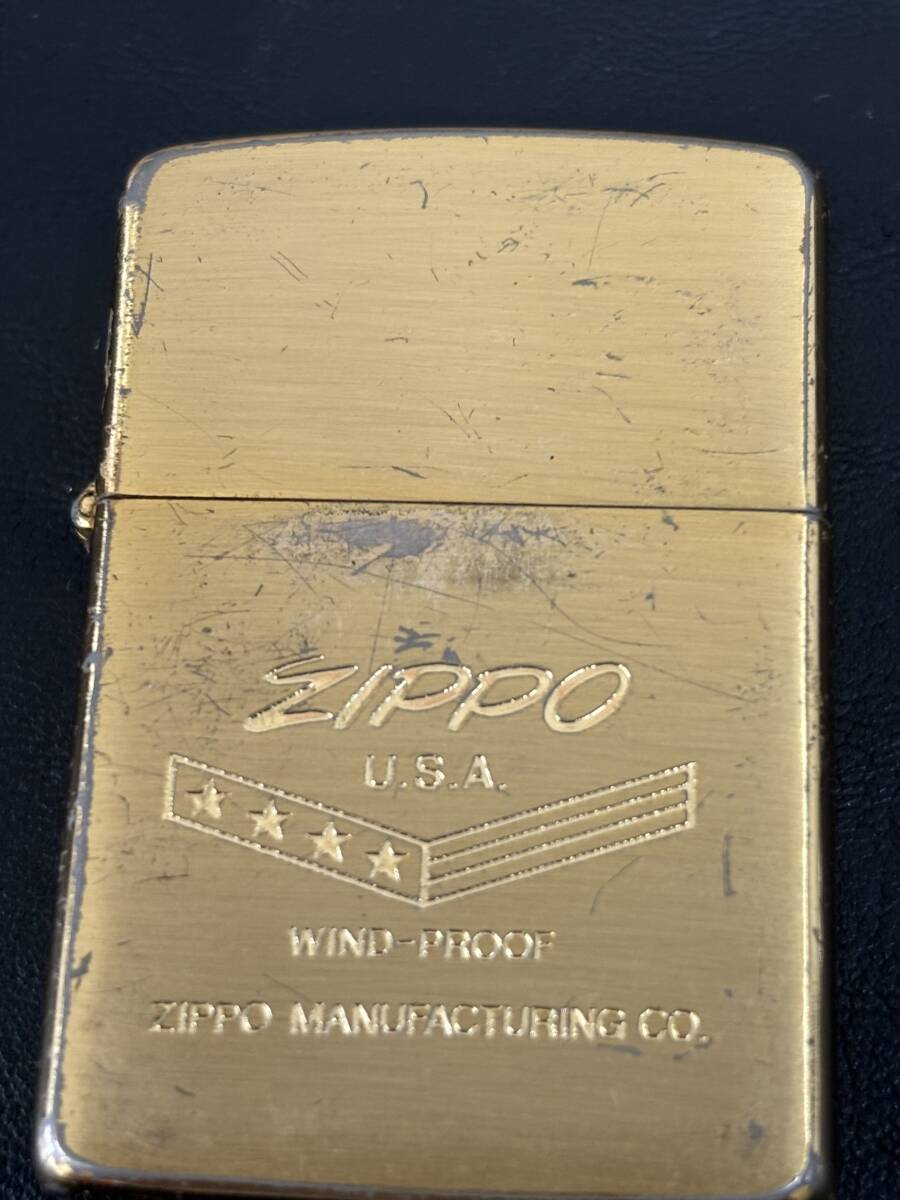 ZIPPO
U.S.A.
WIND-PROOF
ZIPPO MANUFACTURING CO.